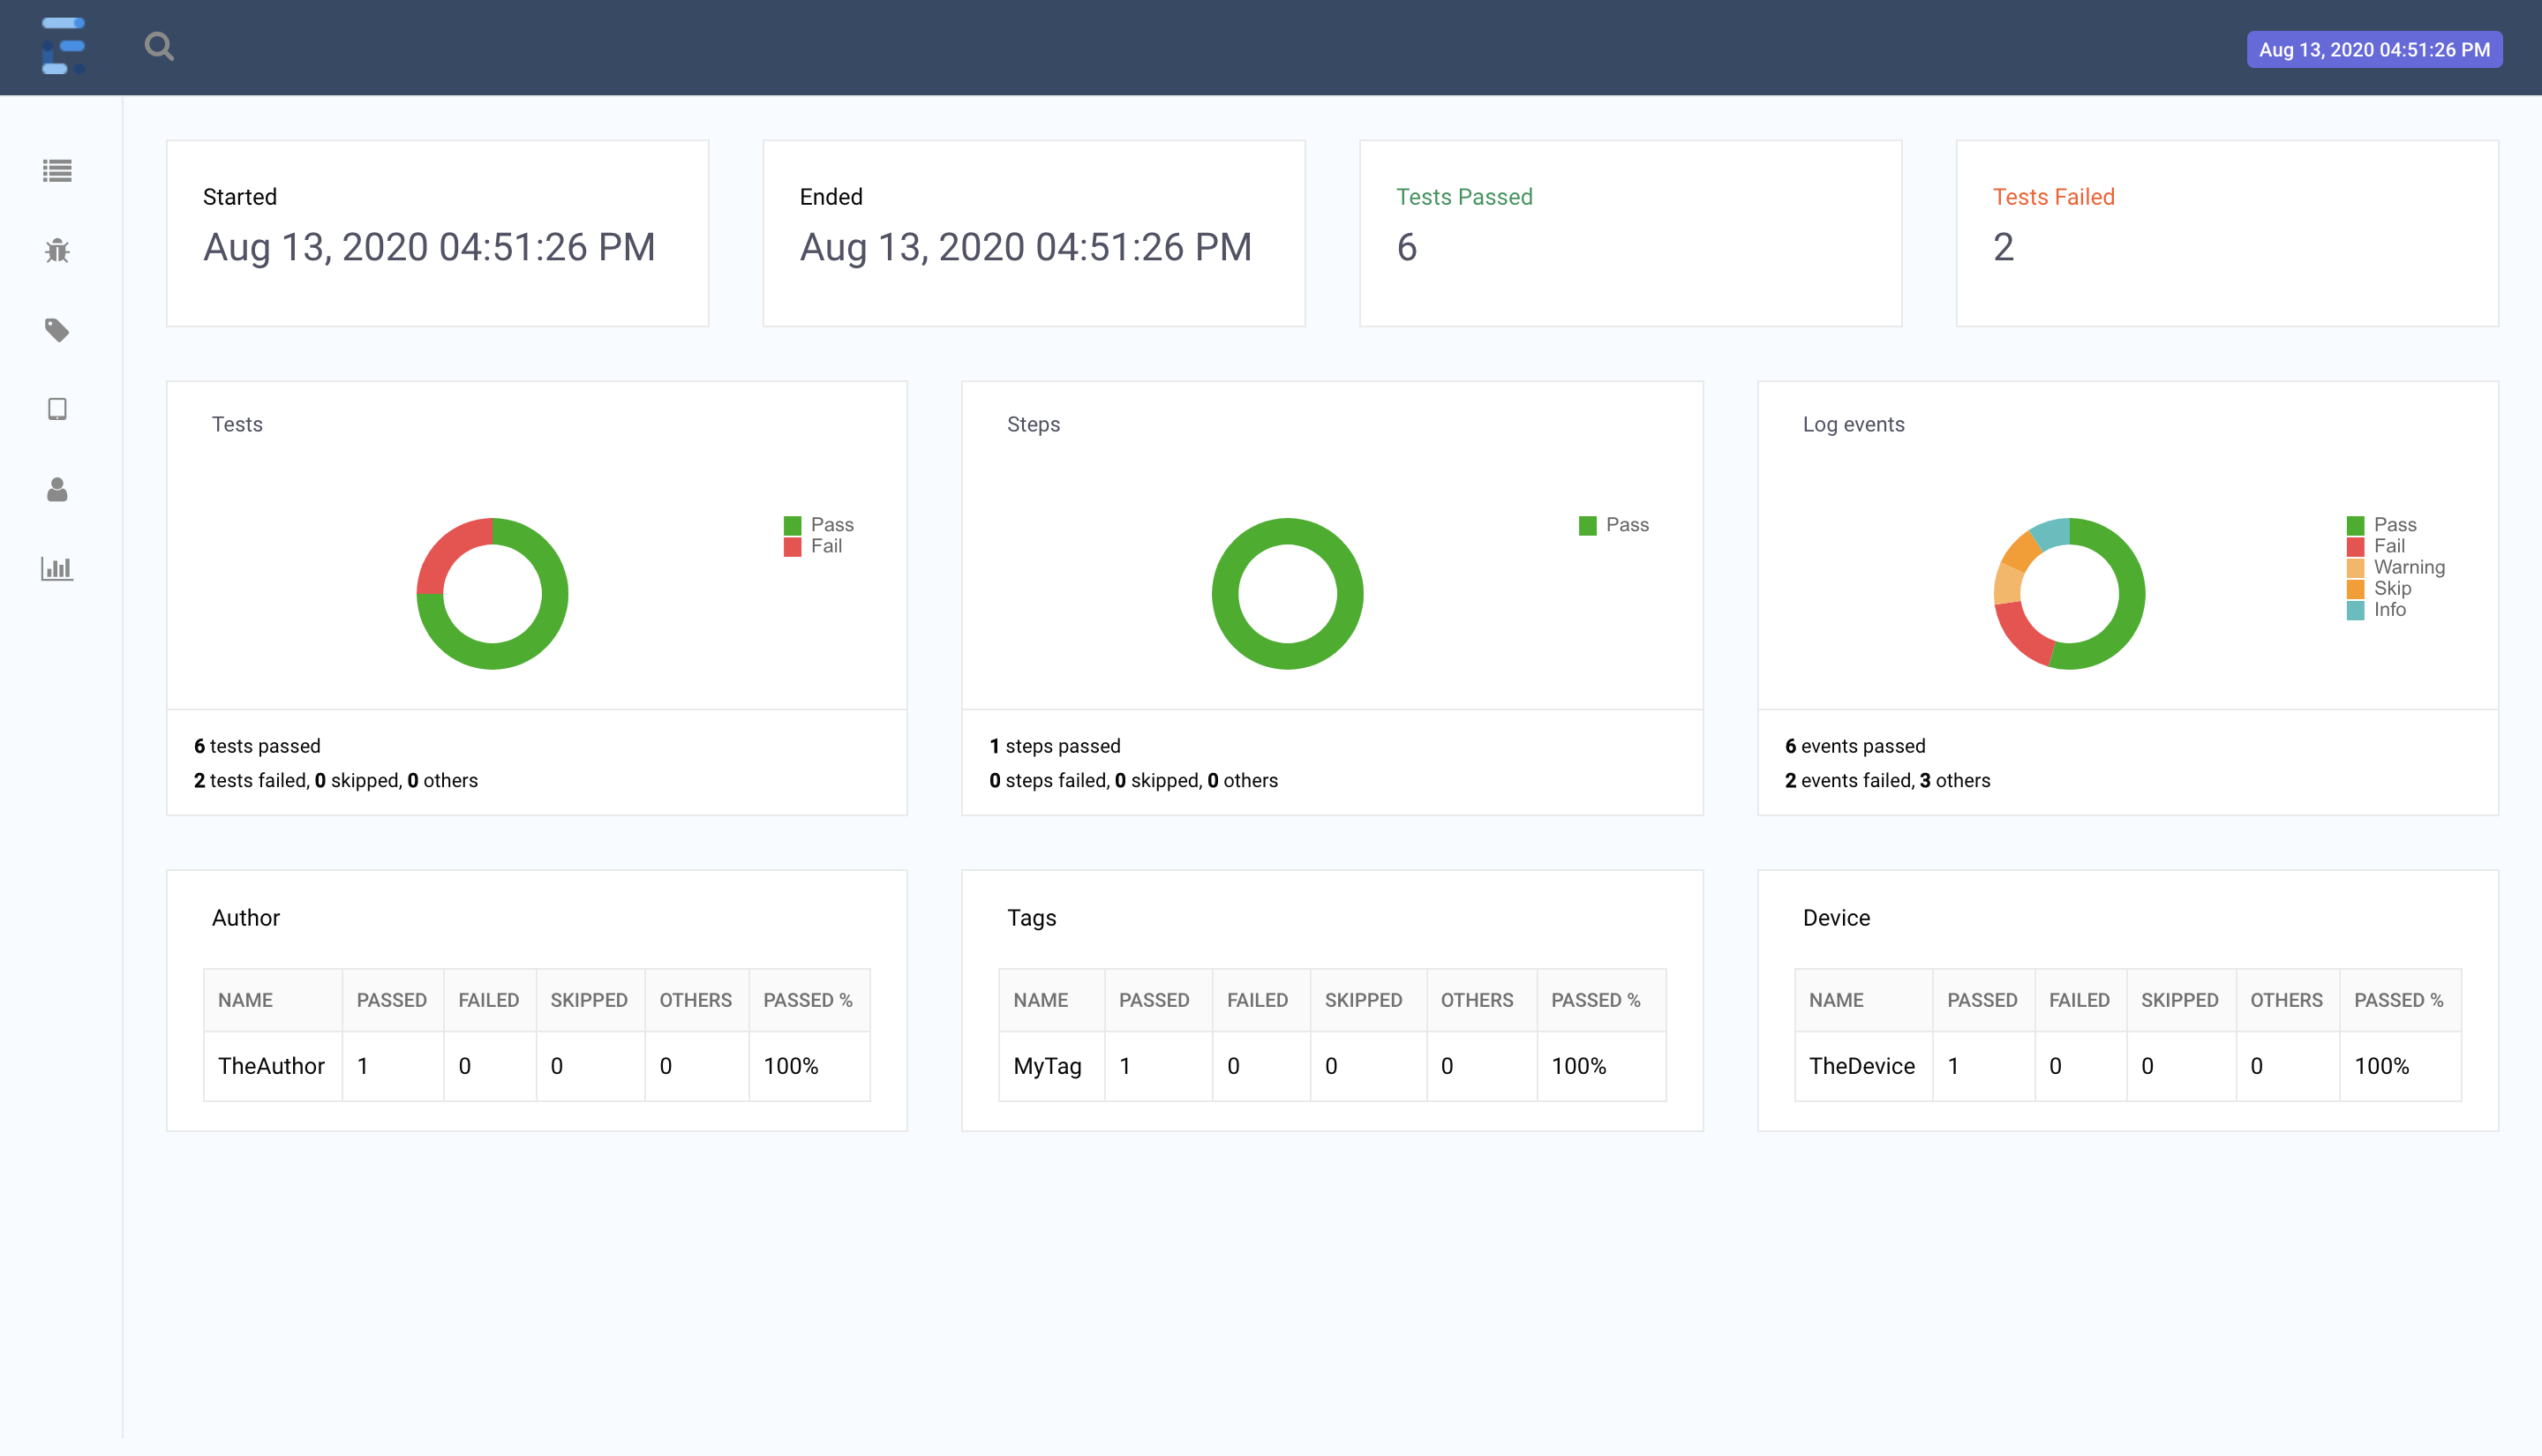 Aug 13, 2020 04:51:26 PM
Started
Aug 13, 2020 04:51:26 PM
Ended
Aug 13, 2020 04:51:26 PM
Tests Passed
6
Tests Failed
2
Tests
Pass
Fail
6 tests passed
2 tests failed, 0 skipped, 0 others
Steps
Pass
1 steps passed
0 steps failed, 0 skipped, 0 others
Log events
Pass
Fail
Warning
Skip
Info
6 events passed
2 events failed, 3 others
Author
NAME PASSED FAILED SKIPPED OTHERS PASSED %
TheAuthor 1 0 0 0 100%
Tags
NAME PASSED FAILED SKIPPED OTHERS PASSED %
MyTag 1 0 0 0 100%
Device
NAME PASSED FAILED SKIPPED OTHERS PASSED %
TheDevice 1 0 0 0 100%